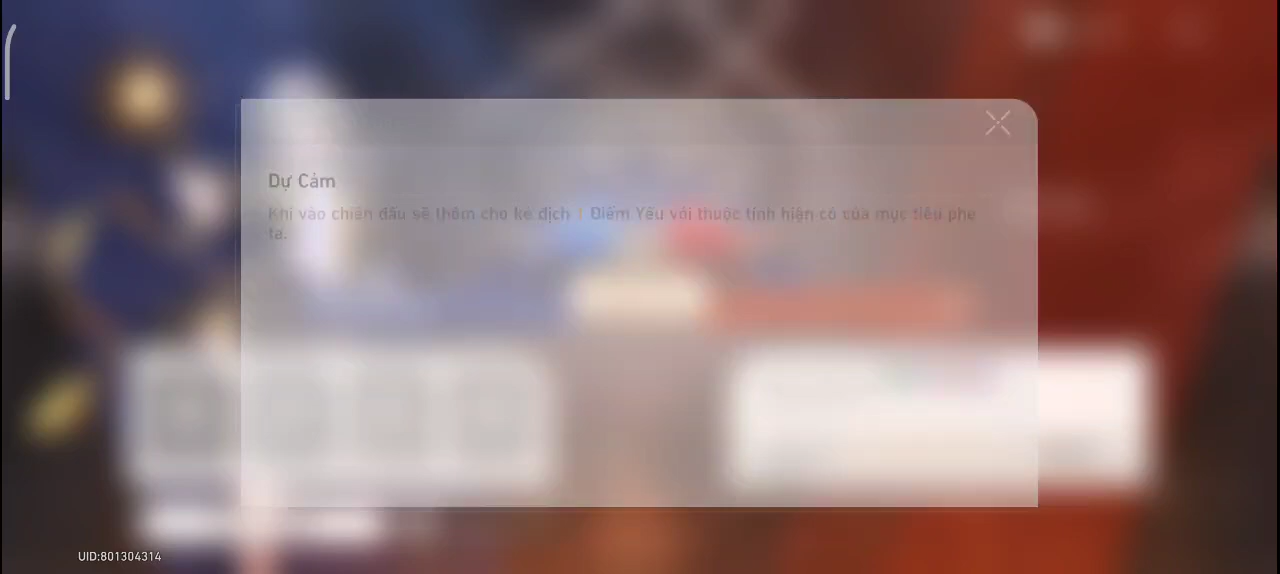 Dự Cảm
Khi vào chiến đấu sẽ thêm cho kẻ địch 1 Điểm Yếu với thuộc tính hiện có của mục tiêu phe
ta.
UID:801304314